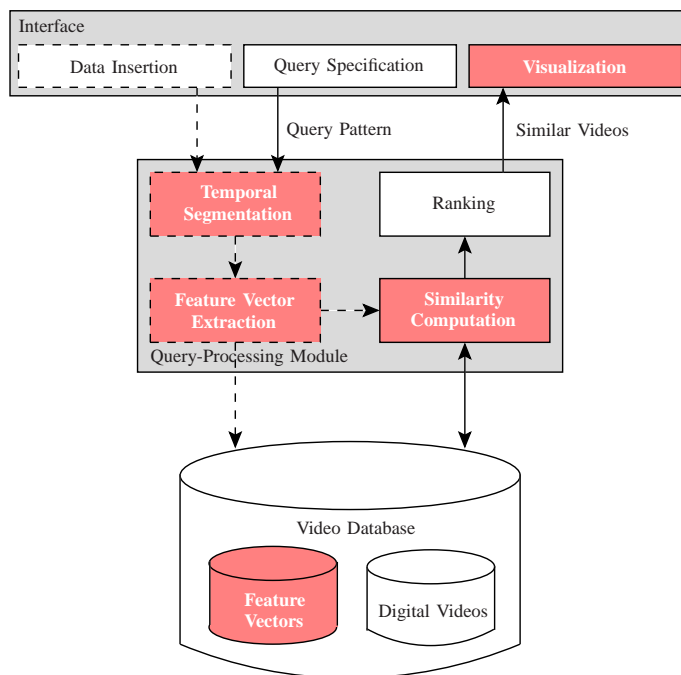 Interface
Data Insertion
Query Specification
Visualization
Query Pattern
Similar Videos
Temporal
Segmentation
Ranking
Feature Vector
Extraction
Similarity
Computation
Query-Processing Module
Video Database
Feature
Vectors
Digital Videos